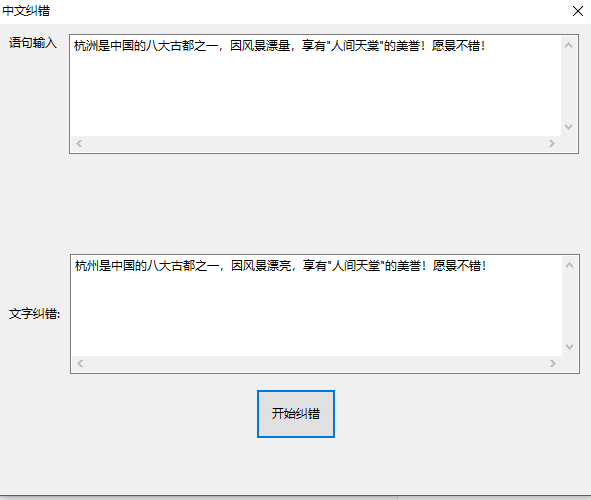 中文纠错
语句输入
杭洲是中国的八大古都之一，因风景漂量，享有"人间天棠"的美誉！愿景不错！
杭州是中国的八大古都之一，因风景漂亮，享有"人间天堂"的美誉！愿景不错！
文字纠错:
开始纠错